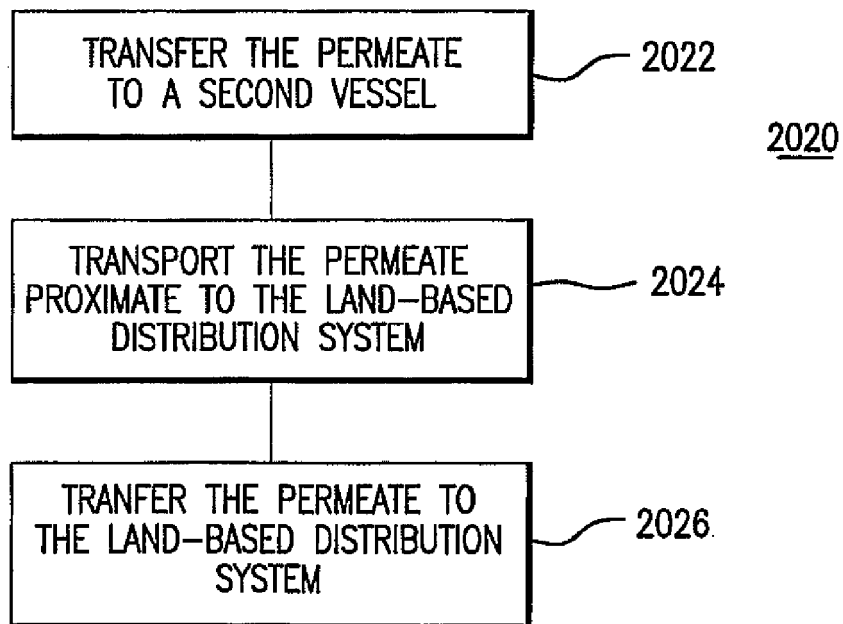 TRANSFER THE PERMEATE
TO A SECOND VESSEL
2022
2020
TRANSPORT THE PERMEATE
PROXIMATE TO THE LAND-BASED
DISTRIBUTION SYSTEM
2024
TRANFER THE PERMEATE TO
THE LAND-BASED DISTRIBUTION
SYSTEM
2026